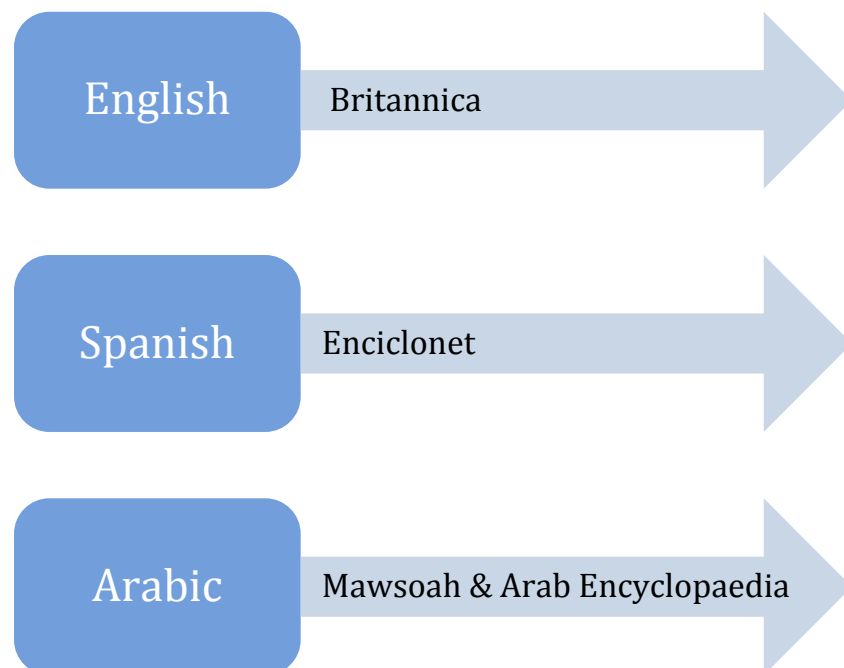 English
Britannica
Spanish
Enciclonet
Arabic
Mawsoah & Arab Encyclopaedia